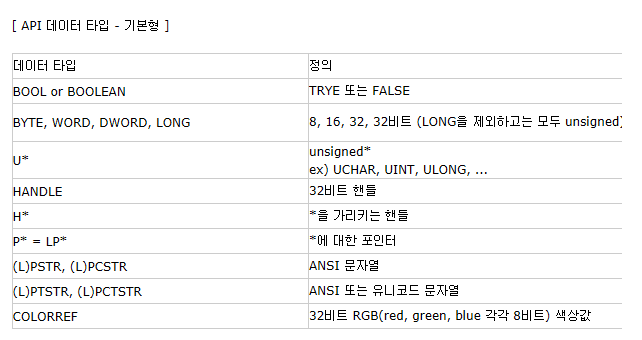 [ API 데이터 타입 - 기본형 ]
데이터 타입 정의
BOOL or BOOLEAN TRYE 또는 FALSE
BYTE, WORD, DWORD, LONG 8, 16, 32, 32비트 (LONG을 제외하고는 모두 unsigned)
U* unsigned*
ex) UCHAR, UINT, ULONG, ...
HANDLE 32비트 핸들
H* *을 가리키는 핸들
P* = LP* *에 대한 포인터
(L)PSTR, (L)PCSTR ANSI 문자열
(L)PTSTR, (L)PCTSTR ANSI 또는 유니코드 문자열
COLORREF 32비트 RGB(red, green, blue 각각 8비트) 색상값